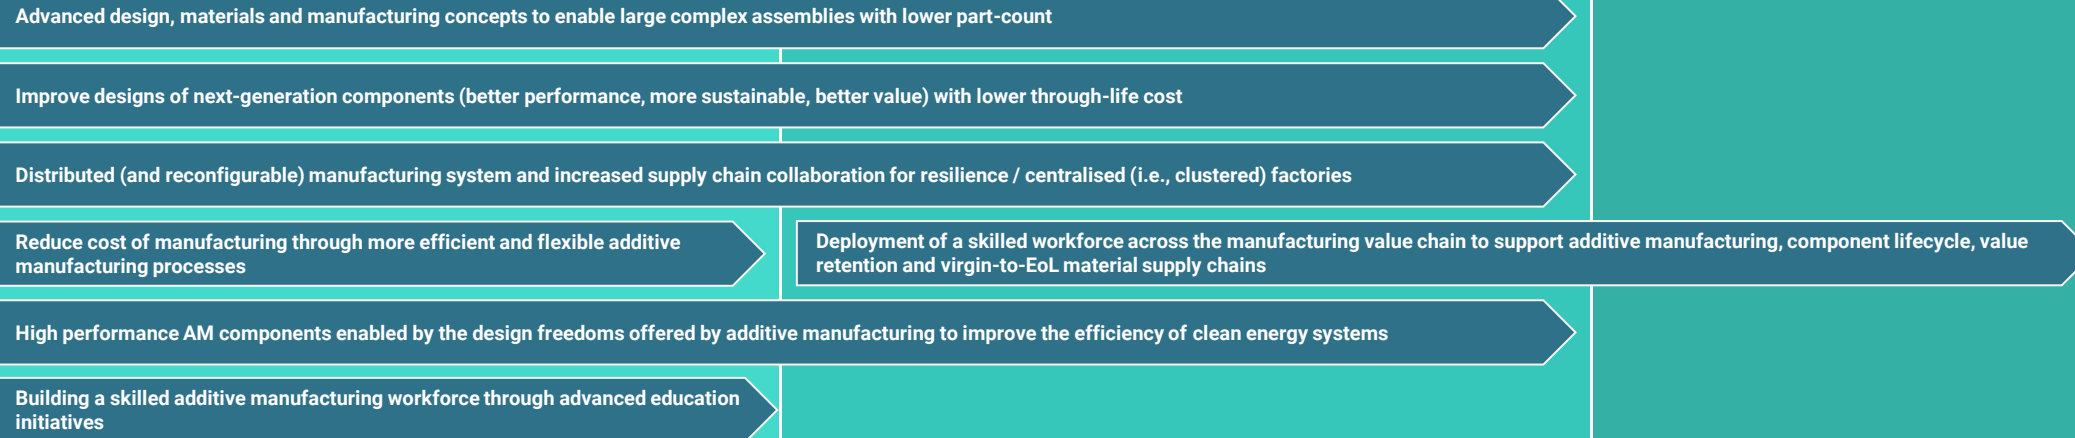 Advanced design, materials and manufacturing concepts to enable large complex assemblies with lower part-count
Improve designs of next-generation components (better performance, more sustainable, better value) with lower through-life cost
Distributed (and reconfigurable) manufacturing system and increased supply chain collaboration for resilience / centralised (i.e., clustered) factories
Reduce cost of manufacturing through more efficient and flexible additive
manufacturing processes
Deployment of a skilled workforce across the manufacturing value chain to support additive manufacturing, component lifecycle, value
retention and virgin-to-EoL material supply chains
High performance AM components enabled by the design freedoms offered by additive manufacturing to improve the efficiency of clean energy systems
Building a skilled additive manufacturing workforce through advanced education
initiatives